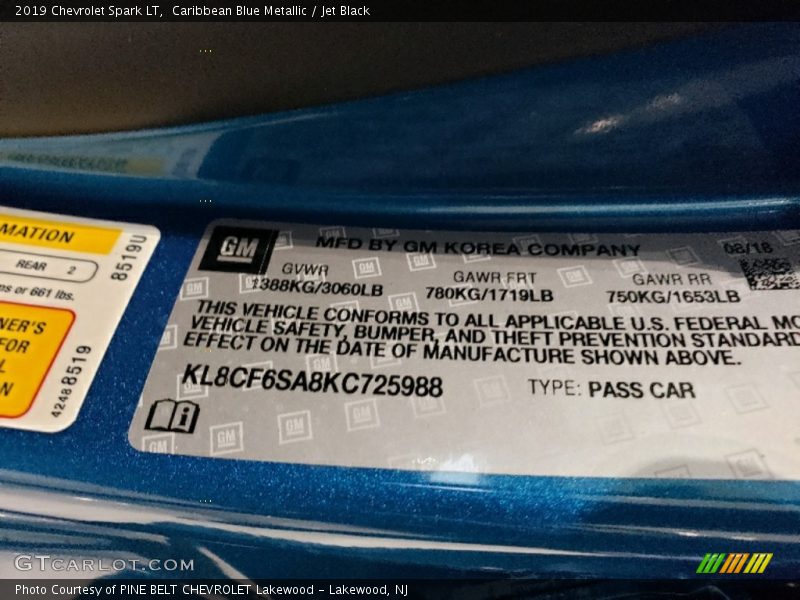 2019 Chevrolet Spark LT, Caribbean Blue Metallic / Jet Black
MATION
REAR 2
ns or 661 lbs.
8519U
NER'S
FOR
L
N
42488519
GM
MFD BY GM KOREA COMPANY
08/18
GVWR
1388KG/3060LB
GAWR FRT
780KG/1719LB
GAWR RR
750KG/1653LB
THIS VEHICLE CONFORMS TO ALL APPLICABLE U.S. FEDERAL MO
VEHICLE SAFETY, BUMPER, AND THEFT PREVENTION STANDARD
EFFECT ON THE DATE OF MANUFACTURE SHOWN ABOVE.
KL8CF6SA8KC725988
TYPE: PASS CAR
GTCARLOT.COM
Photo Courtesy of PINE BELT CHEVROLET Lakewood - Lakewood, NJ